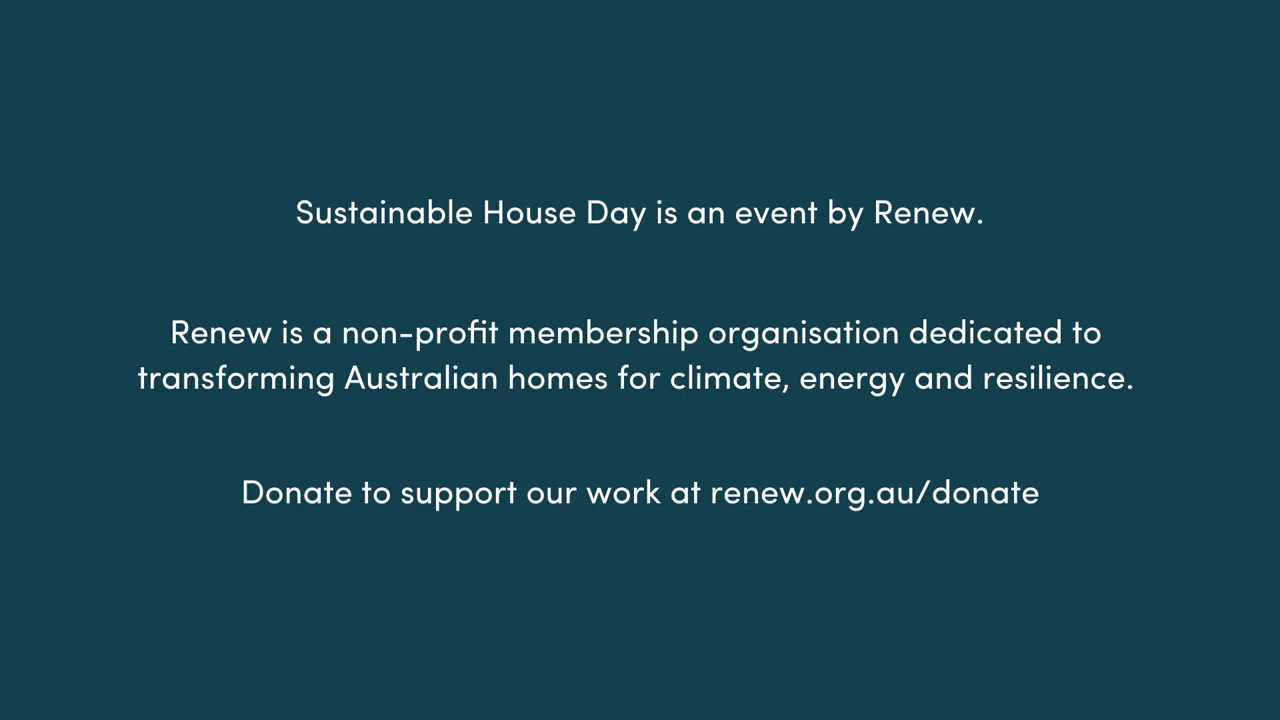 Sustainable House Day is an event by Renew.
Renew is a non-profit membership organisation dedicated to
transforming Australian homes for climate, energy and resilience.
Donate to support our work at renew.org.au/donate